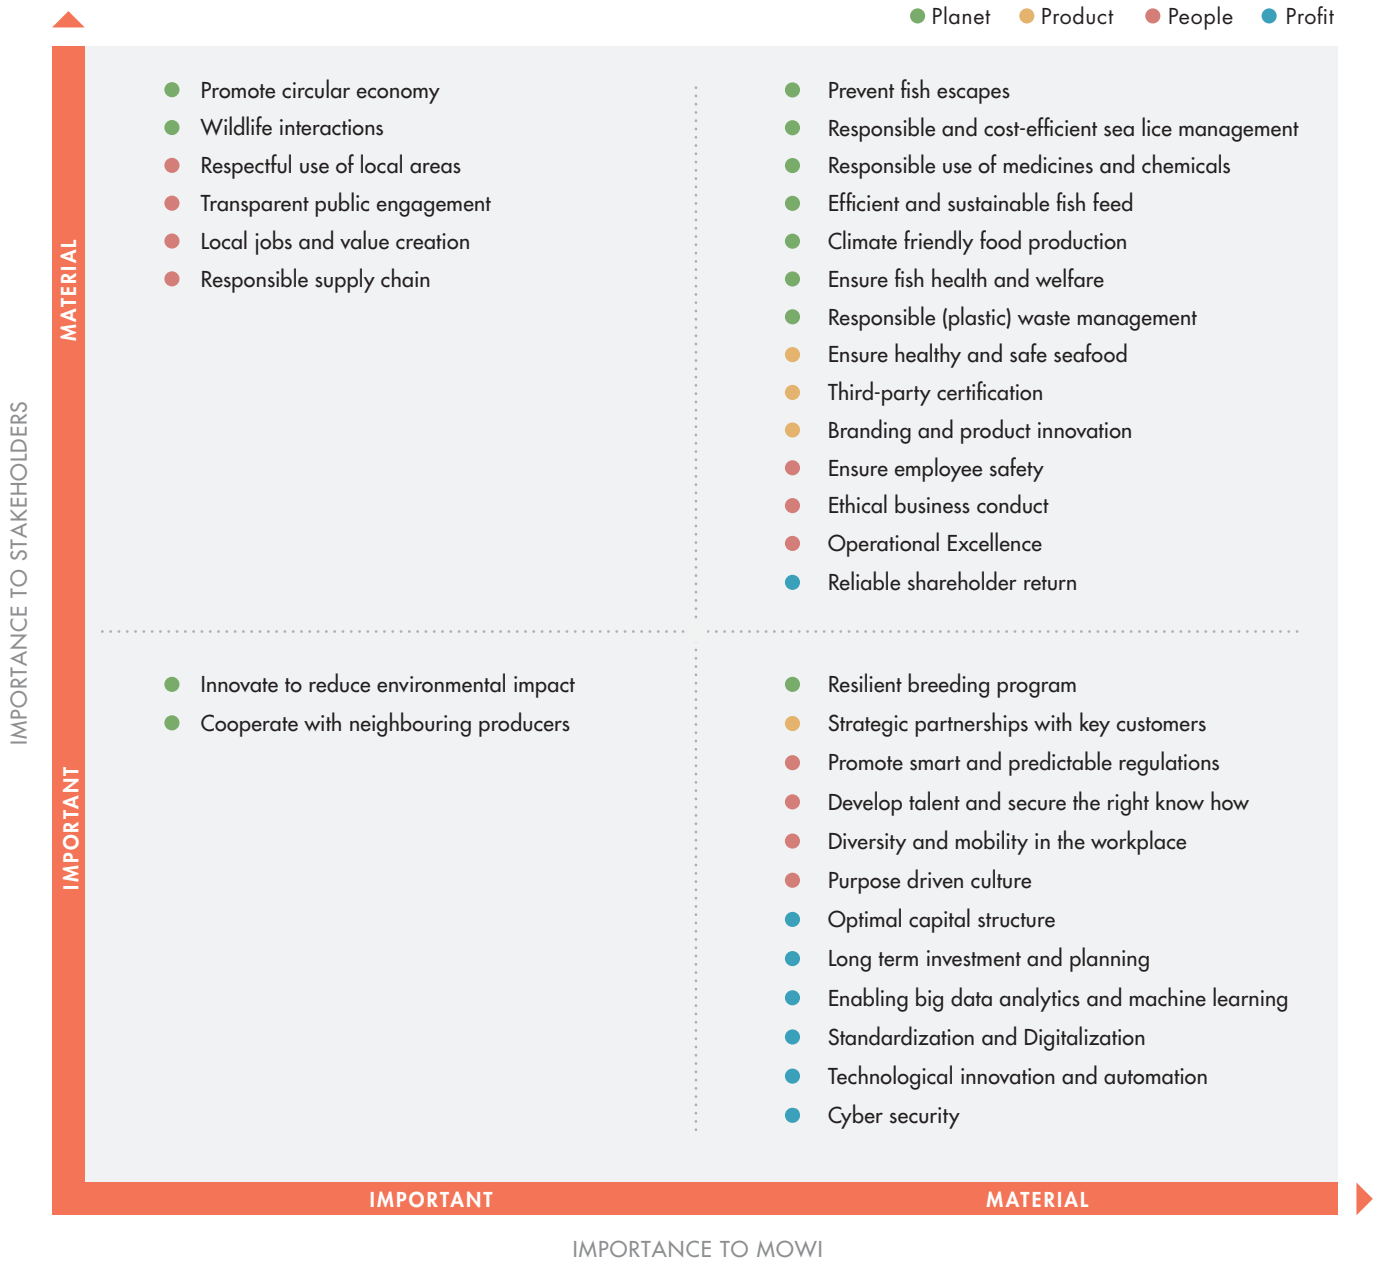 Planet
Product
People
Profit
MATERIAL
IMPORTANT
IMPORTANCE TO STAKEHOLDERS
Promote circular economy
Wildlife interactions
Respectful use of local areas
Transparent public engagement
Local jobs and value creation
Responsible supply chain
Prevent fish escapes
Responsible and cost-efficient sea lice management
Responsible use of medicines and chemicals
Efficient and sustainable fish feed
Climate friendly food production
Ensure fish health and welfare
Responsible (plastic) waste management
Ensure healthy and safe seafood
Third-party certification
Branding and product innovation
Ensure employee safety
Ethical business conduct
Operational Excellence
Reliable shareholder return
Innovate to reduce environmental impact
Cooperate with neighbouring producers
Resilient breeding program
Strategic partnerships with key customers
Promote smart and predictable regulations
Develop talent and secure the right know how
Diversity and mobility in the workplace
Purpose driven culture
Optimal capital structure
Long term investment and planning
Enabling big data analytics and machine learning
Standardization and Digitalization
Technological innovation and automation
Cyber security
IMPORTANT
MATERIAL
IMPORTANCE TO MOWI